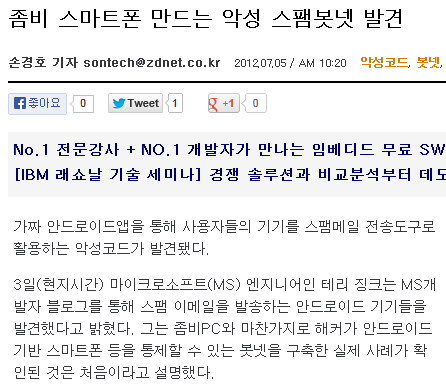 좀비 스마트폰 만드는 악성 스팸봇넷 발견
손경호 기자 sontech@zdnet.co.kr 2012.07.05 / AM 10:20 악성코드, 봇넷,
좋아요 0 Tweet 1 +1 0
No.1 전문강사 + NO.1 개발자가 만나는 임베디드 무료 SW
[IBM 래쇼날 기술 세미나] 경쟁 솔루션과 비교분석부터 데모
가짜 안드로이드앱을 통해 사용자들의 기기를 스팸메일 전송도구로
활용하는 악성코드가 발견됐다.
3일(현지시간) 마이크로소프트(MS) 엔지니어인 테리 징크는 MS개
발자 블로그를 통해 스팸 이메일을 발송하는 안드로이드 기기들을
발견했다고 밝혔다. 그는 좀비PC와 마찬가지로 해커가 안드로이드
기반 스마트폰 등을 통제할 수 있는 봇넷을 구축한 실제 사례가 확
인된 것은 처음이라고 설명했다.